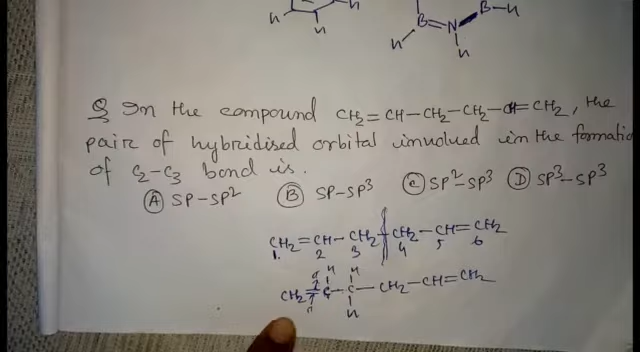 n n n
n B=N B-n
n
Q In the compound CH₂=CH-CH₂-CH₂-CH=CH₂, the
pair of hybridised orbital involved in the formation
of C₂-C₃ bond is.
Ⓐ SP-SP² Ⓑ SP-SP³ Ⓒ SP²-SP³ Ⓓ SP³-SP³
CH₂=CH-CH₂-CH₂-CH=CH₂
1. 2 3 4 5 6
σ H H
CH₂=C-C-CH₂-CH=CH₂
π n